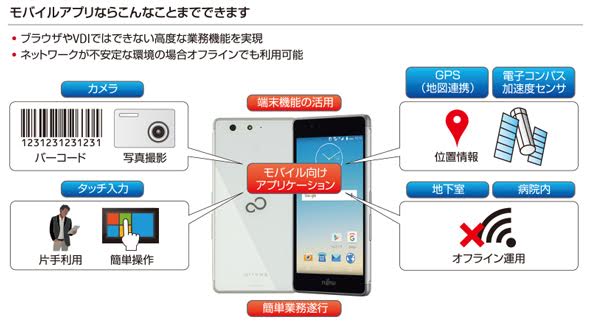 モバイルアプリならこんなことまでできます
• ブラウザやVDIではできない高度な業務機能を実現
• ネットワークが不安定な環境の場合オフラインでも利用可能
カメラ
1231231231231
バーコード
写真撮影
端末機能の活用
GPS
(地図連携)
電子コンパス
加速度センサ
位置情報
モバイル向け
アプリケーション
タッチ入力
片手利用
簡単操作
地下室
病院内
オフライン運用
FUJITSU
簡単業務遂行